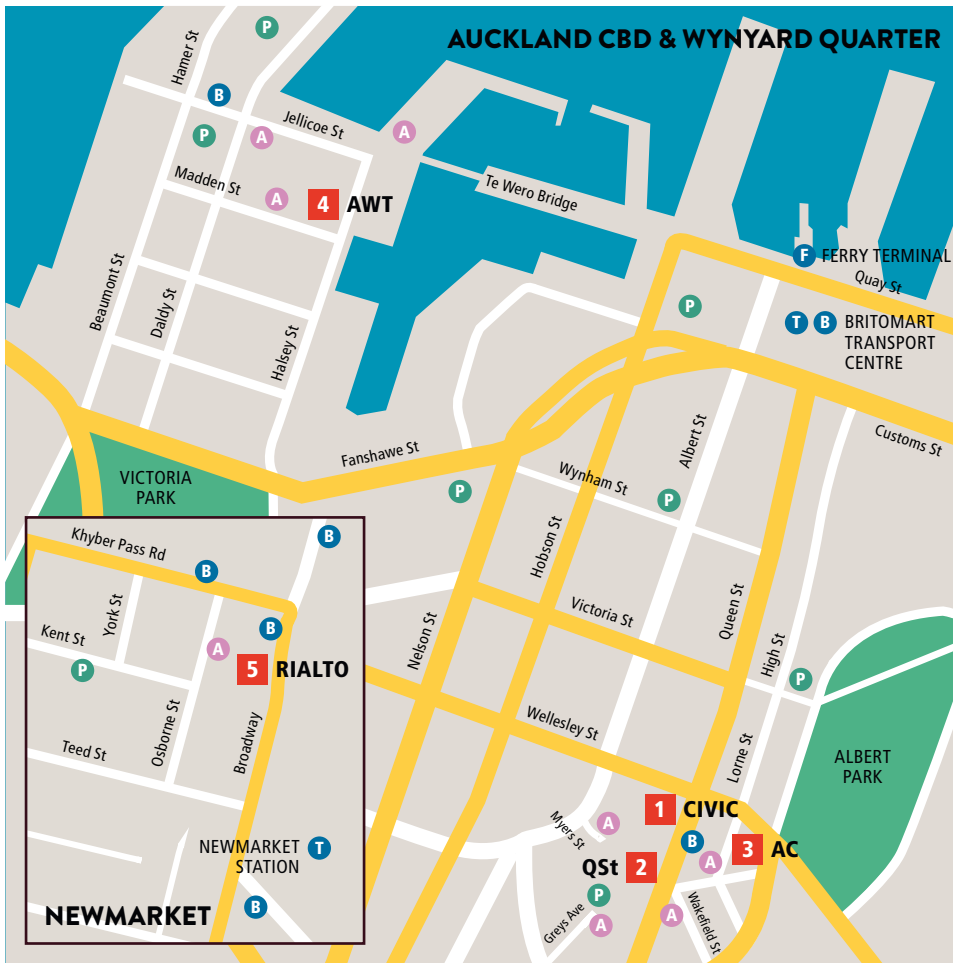 AUCKLAND CBD & WYNYARD QUARTER
P
Hamer St
B
P
A
Jellicoe St
A
Madden St
A
4 AWT
Te Wero Bridge
F FERRY TERMINAL
Quay St
Beaumont St
Daldy St
Halsey St
P
T B BRITOMART
TRANSPORT
CENTRE
Albert St
Customs St
Fanshawe St
VICTORIA
PARK
P
Wynham St
P
Hobson St
Nelson St
Victoria St
Queen St
High St
P
Wellesley St
Lorne St
ALBERT
PARK
1 CIVIC
Myers St
A
B
A
3 AC
QSt 2
P
Greys Ave
A
A
Wakefield St
Khyber Pass Rd
B
B
York St
Kent St
P
A
B
5 RIALTO
Osborne St
Broadway
Teed St
NEWMARKET
STATION
T
B
NEWMARKET